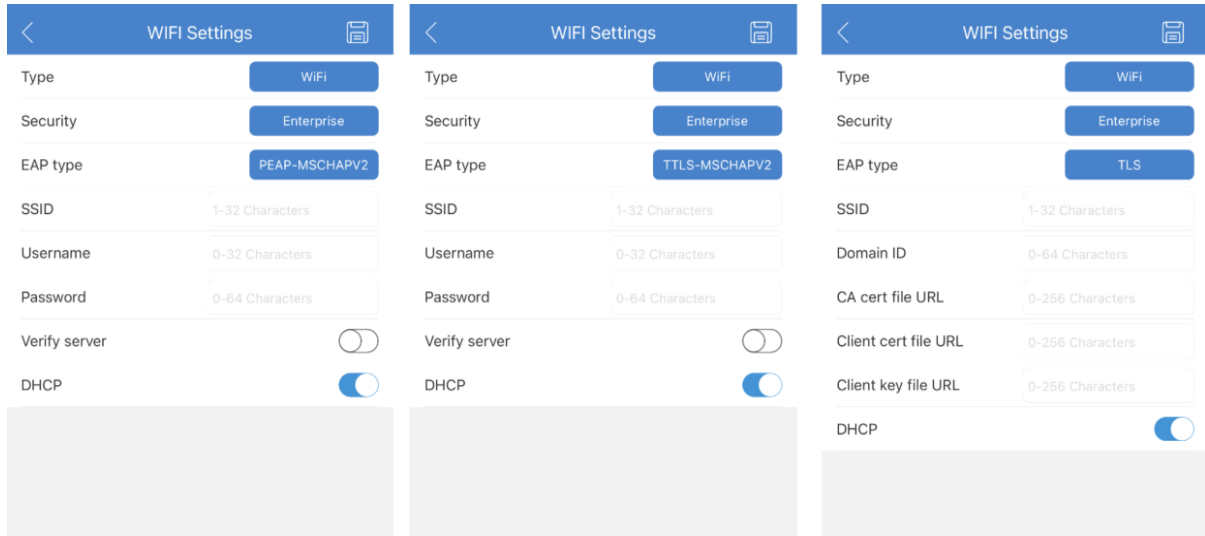 WIFI Settings
Type WiFi
Security Enterprise
EAP type PEAP-MSCHAPV2
SSID 1-32 Characters
Username 0-32 Characters
Password 0-64 Characters
Verify server
DHCP
WIFI Settings
Type WiFi
Security Enterprise
EAP type TTLS-MSCHAPV2
SSID 1-32 Characters
Username 0-32 Characters
Password 0-64 Characters
Verify server
DHCP
WIFI Settings
Type WiFi
Security Enterprise
EAP type TLS
SSID 1-32 Characters
Domain ID 0-64 Characters
CA cert file URL 0-256 Characters
Client cert file URL 0-256 Characters
Client key file URL 0-256 Characters
DHCP